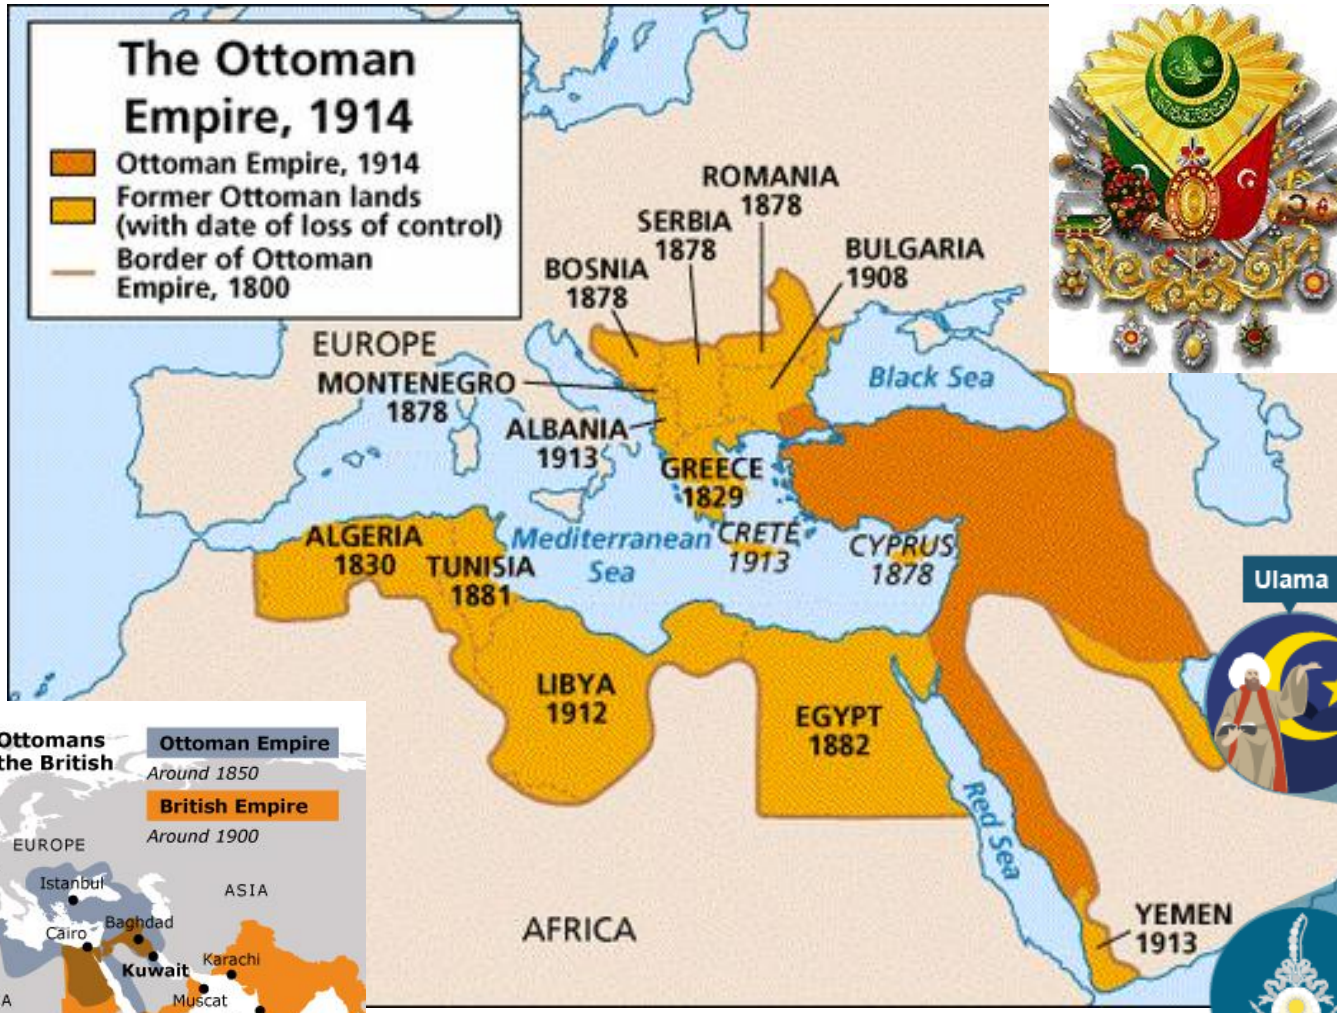 The Ottoman
Empire, 1914
Ottoman Empire, 1914
Former Ottoman lands
(with date of loss of control)
Border of Ottoman
Empire, 1800
ROMANIA
1878
SERBIA
1878
BULGARIA
1908
BOSNIA
1878
EUROPE
MONTENEGRO
1878
ALBANIA
1913
Black Sea
GREECE
1829
ALGERIA
1830
TUNISIA
1881
Mediterranean
Sea
CRETE
1913
CYPRUS
1878
Ulama
LIBYA
1912
EGYPT
1882
Red Sea
AFRICA
YEMEN
1913
Ottomans
the British
Ottoman Empire
Around 1850
British Empire
Around 1900
EUROPE
Istanbul
ASIA
Baghdad
Cairo
Kuwait
Karachi
Muscat
A